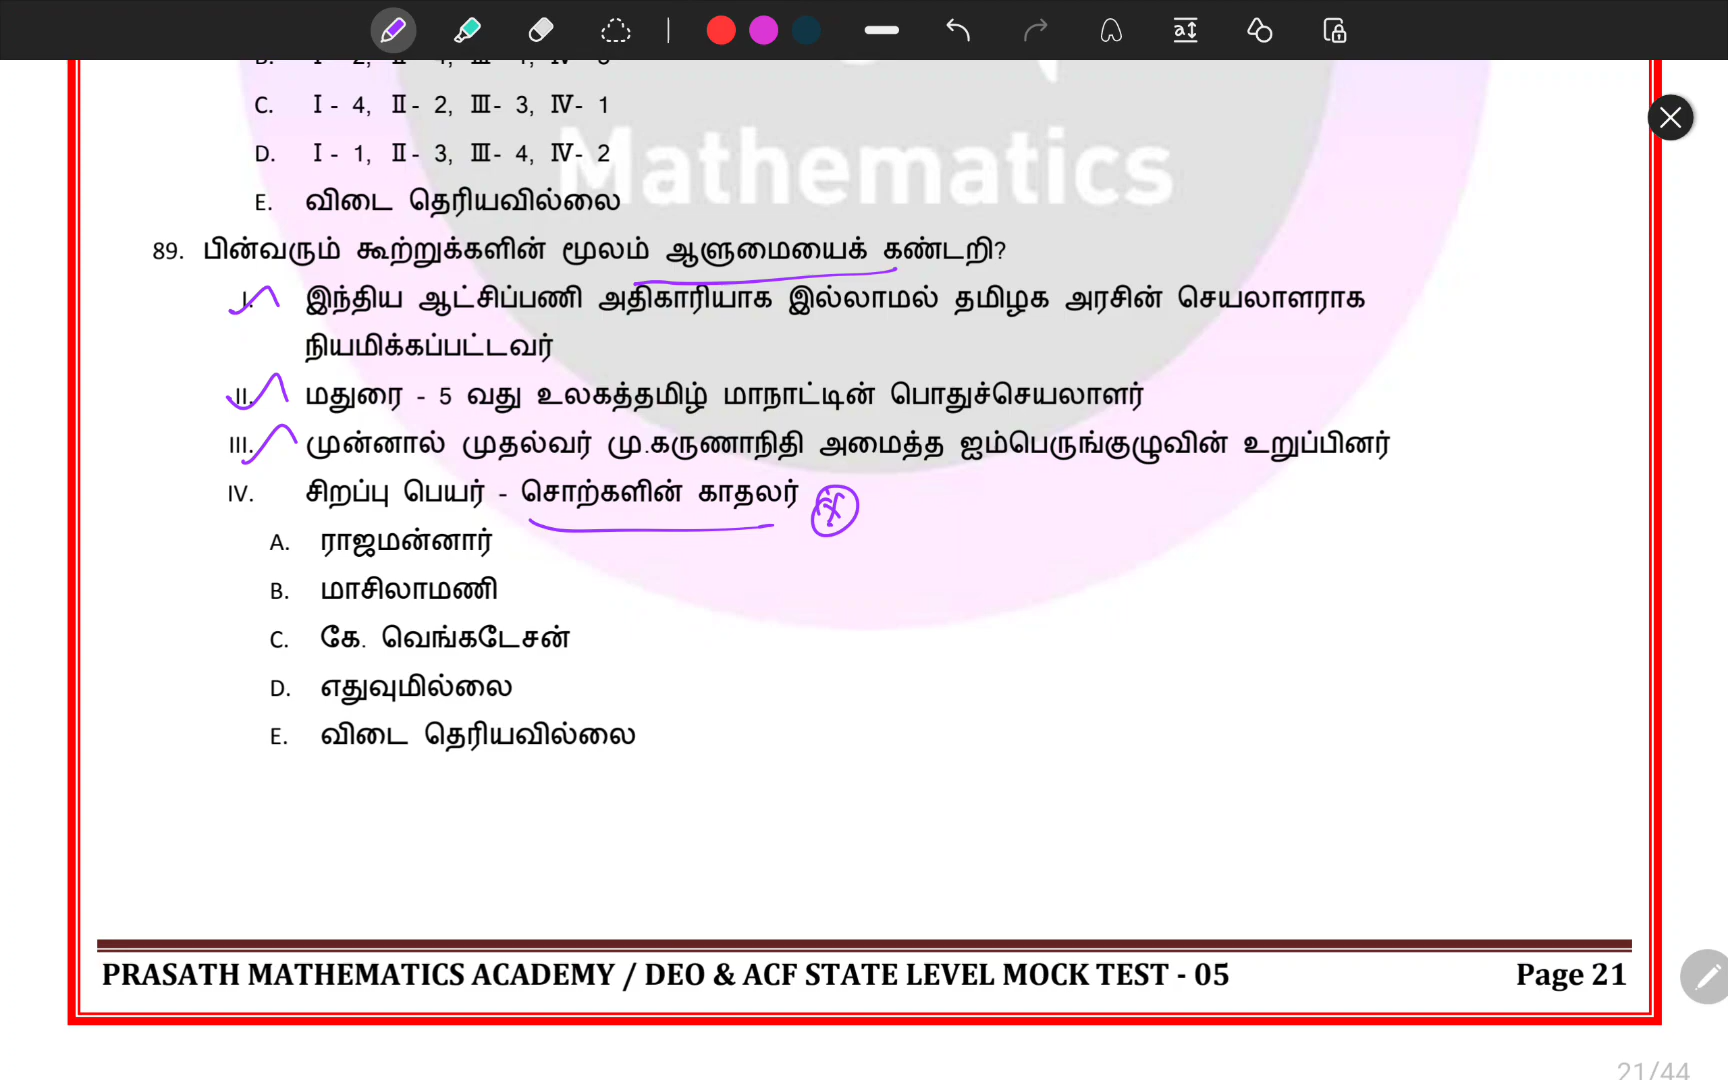 C. I - 4, II - 2, III - 3, IV - 1
Mathematics
D. I - 1, II - 3, III - 4, IV - 2
E. விடை தெரியவில்லை
89. பின்வரும் கூற்றுக்களின் மூலம் ஆளுமையைக் கண்டறி?
I. இந்திய ஆட்சிப்பணி அதிகாரியாக இல்லாமல் தமிழக அரசின் செயலாளராக
நியமிக்கப்பட்டவர்
II. மதுரை - 5 வது உலகத்தமிழ் மாநாட்டின் பொதுச்செயலாளர்
III. முன்னால் முதல்வர் மு.கருணாநிதி அமைத்த ஐம்பெருங்குழுவின் உறுப்பினர்
IV. சிறப்பு பெயர் - சொற்களின் காதலர்
A. ராஜமன்னார்
B. மாசிலாமணி
C. கே. வெங்கடேசன்
D. எதுவுமில்லை
E. விடை தெரியவில்லை
PRASATH MATHEMATICS ACADEMY / DEO & ACF STATE LEVEL MOCK TEST - 05 Page 21
21/44